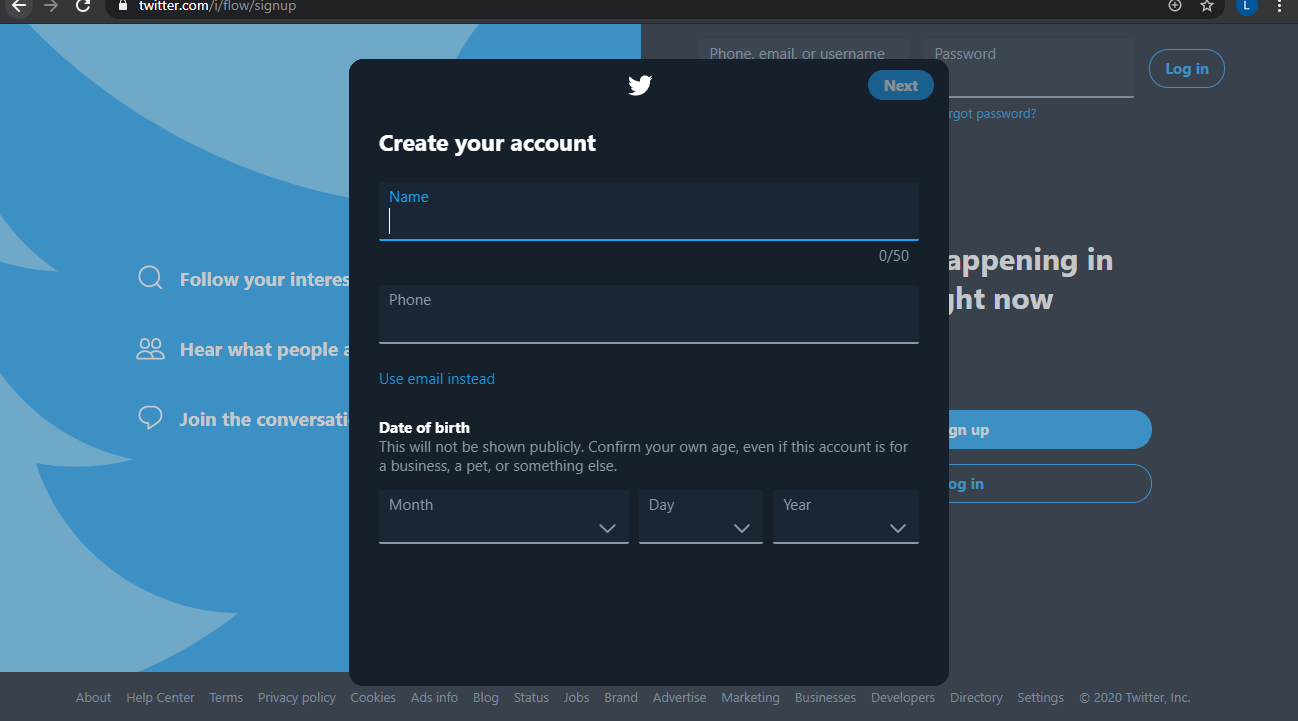 twitter.com/i/flow/signup
L
Phone, email, or username
Password
Log in
rgot password?
Next
Create your account
Name
0/50
Phone
Use email instead
Date of birth
This will not be shown publicly. Confirm your own age, even if this account is for
a business, a pet, or something else.
Month
Day
Year
Follow your interes
Hear what people a
Join the conversati
appening in
ght now
gn up
og in
About Help Center Terms Privacy policy Cookies Ads info Blog Status Jobs Brand Advertise Marketing Businesses Developers Directory Settings © 2020 Twitter, Inc.